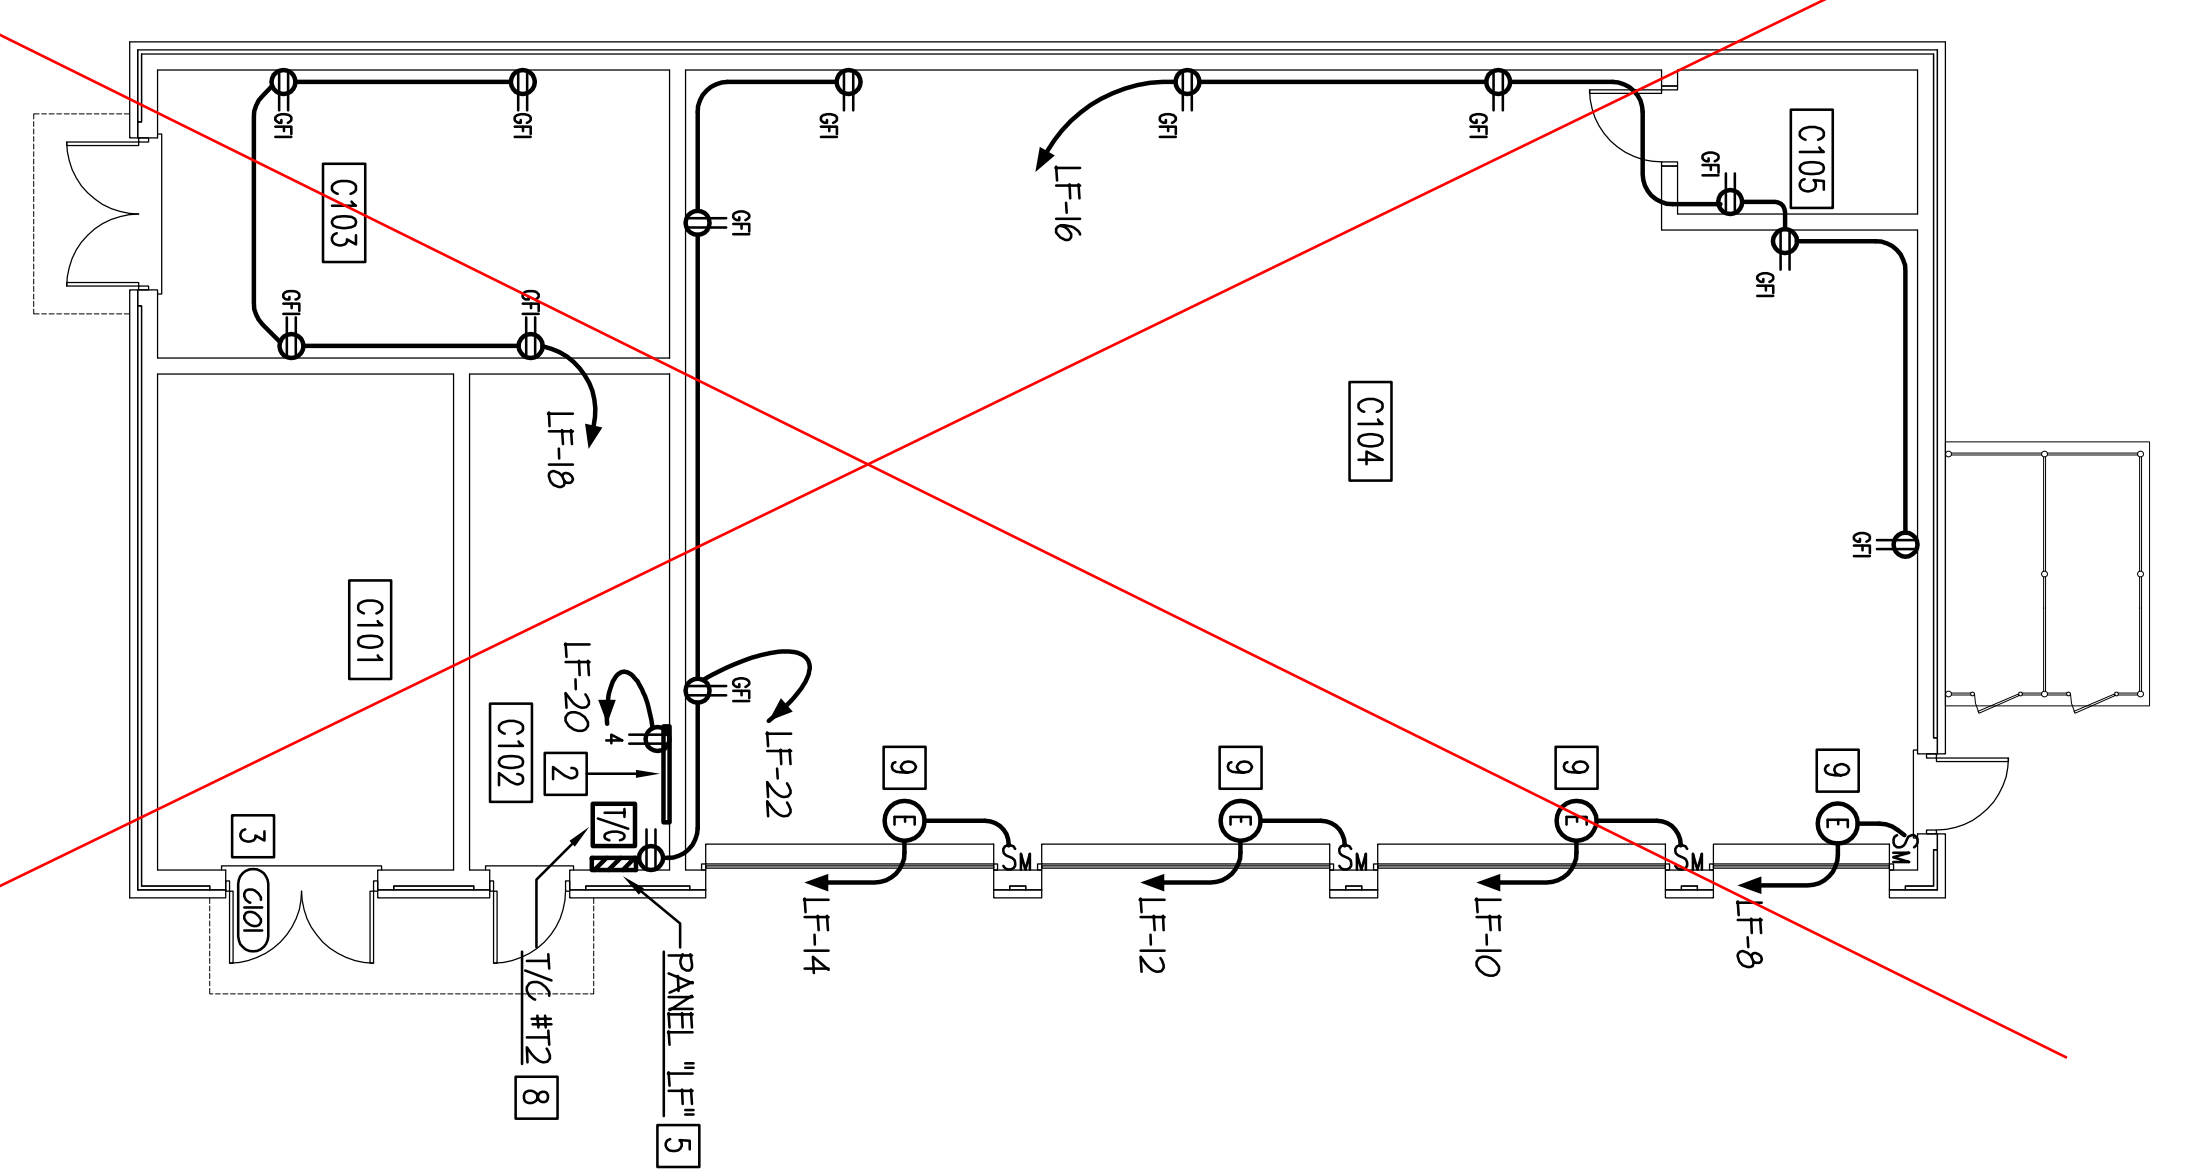 GFI
GFI
GFI
GFI
GFI
GFI
C105
C103
LF-16
GFI
GFI
GFI
GFI
C104
LF-18
GFI
C101
LF-20
GFI
C102
4
2
LF-22
9
9
9
9
T/C
3
E
E
E
E
SM
SM
SM
SM
C101
LF-14
LF-12
LF-10
LF-8
T/C #T2
8
PANEL "LF"
5